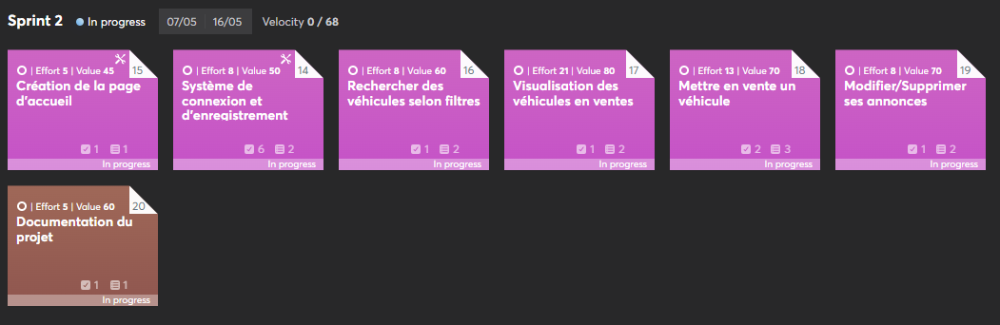 Sprint 2 In progress 07/05 16/05 Velocity 0 / 68
| Effort 5 | Value 45 15
Création de la page
d'accueil
1 1
In progress
| Effort 8 | Value 50 14
Système de
connexion et
d'enregistrement
6 2
In progress
| Effort 8 | Value 60 16
Rechercher des
véhicules selon filtres
1 2
In progress
| Effort 21 | Value 80 17
Visualisation des
véhicules en ventes
1 2
In progress
| Effort 13 | Value 70 18
Mettre en vente un
véhicule
2 3
In progress
| Effort 8 | Value 70 19
Modifier/Supprimer
ses annonces
1 2
In progress
| Effort 5 | Value 60 20
Documentation du
projet
1 1
In progress